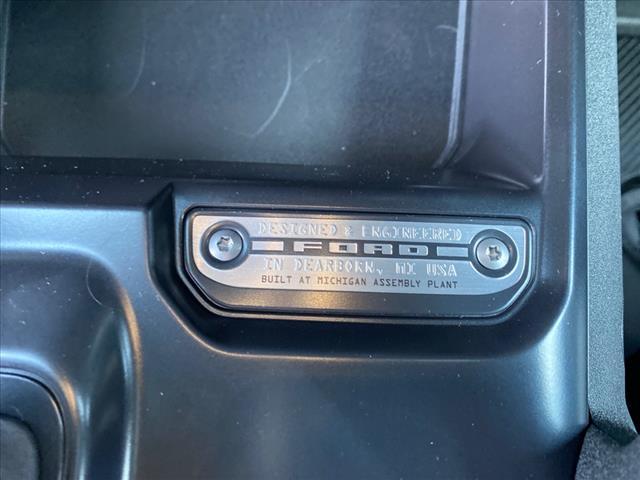 DESIGNED & ENGINEERED
FORD
IN DEARBORN, MI USA
BUILT AT MICHIGAN ASSEMBLY PLANT